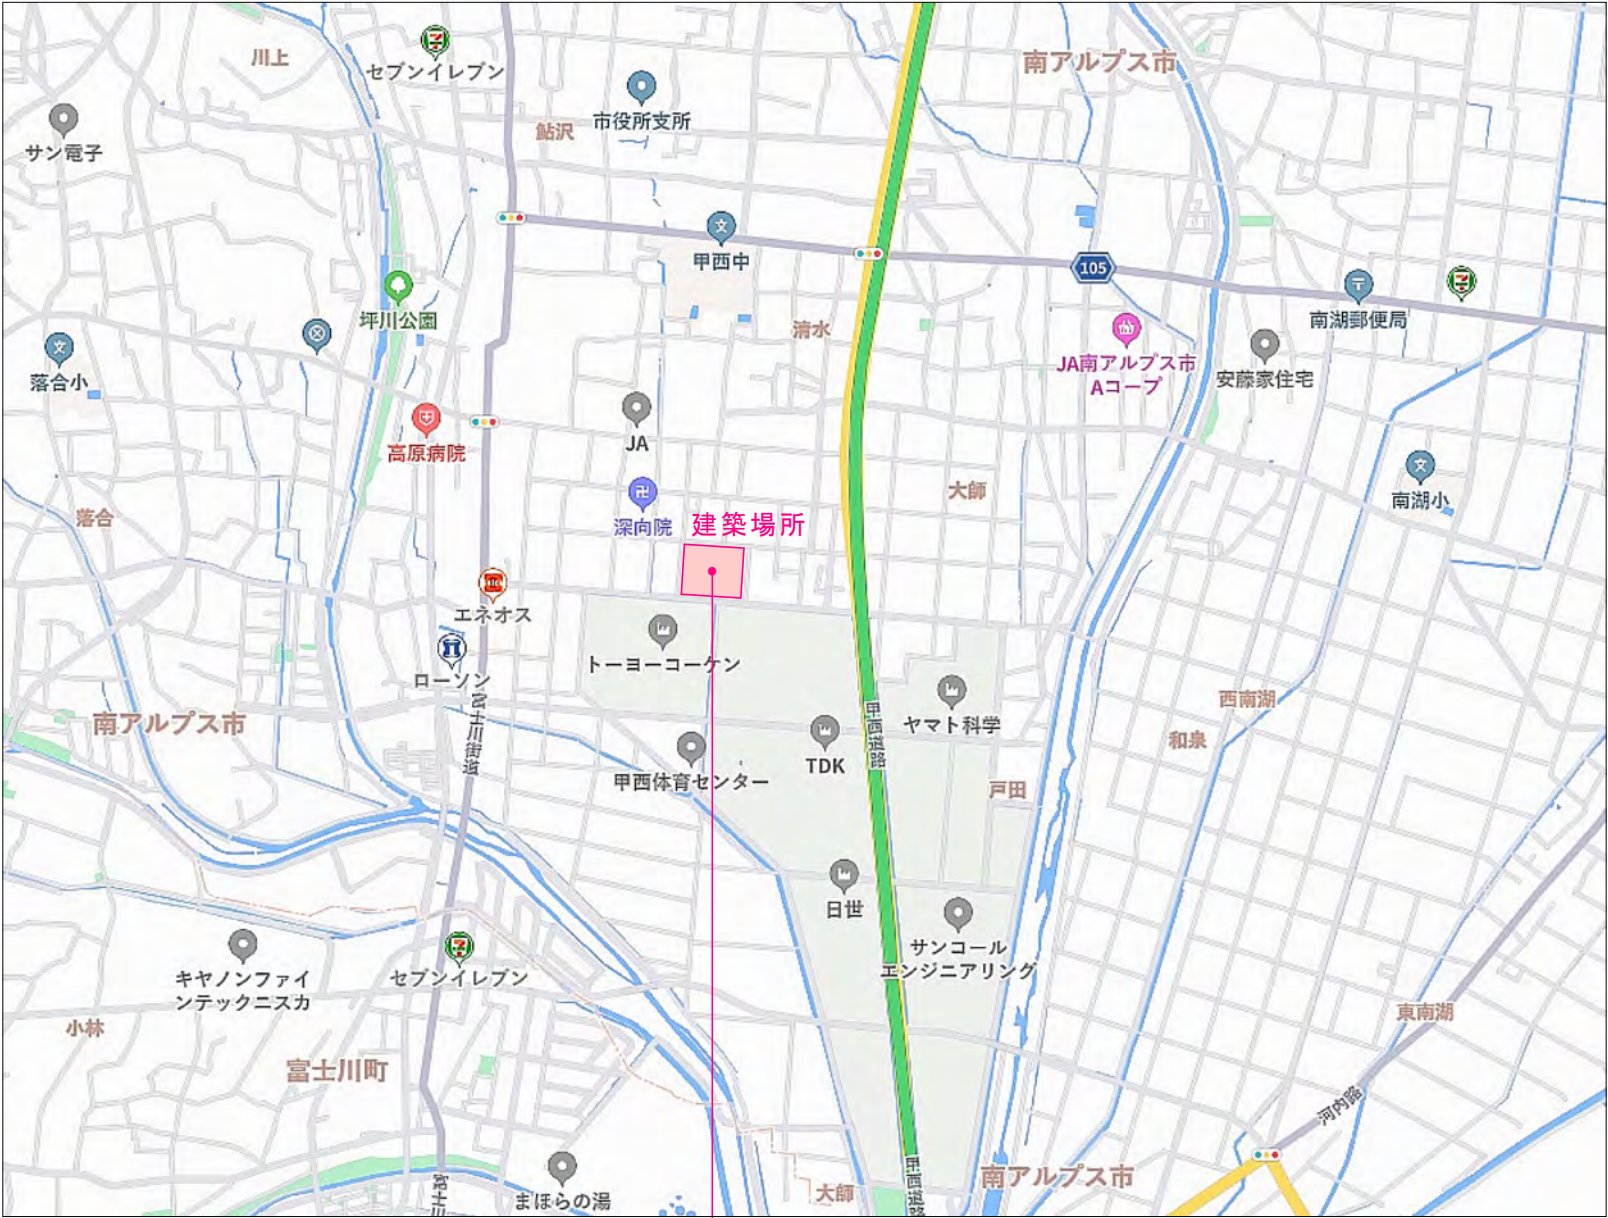 川上
セブンイレブン
南アルプス市
市役所支所
鮎沢
サン電子
甲西中
105
坪川公園
清水
南湖郵便局
JA南アルプス市
Aコープ
安藤家住宅
落合小
JA
高原病院
大師
南湖小
落合
深向院
建築場所
エネオス
トーヨーコーケン
ローソン
南アルプス市
富士川街道
甲西道路
ヤマト科学
西南湖
和泉
TDK
甲西体育センター
戸田
日世
サンコール
エンジニアリング
キヤノンファイ
ンテックニスカ
セブンイレブン
小林
東南湖
富士川町
河内路
まほらの湯
富士川
大師
甲西道路
南アルプス市